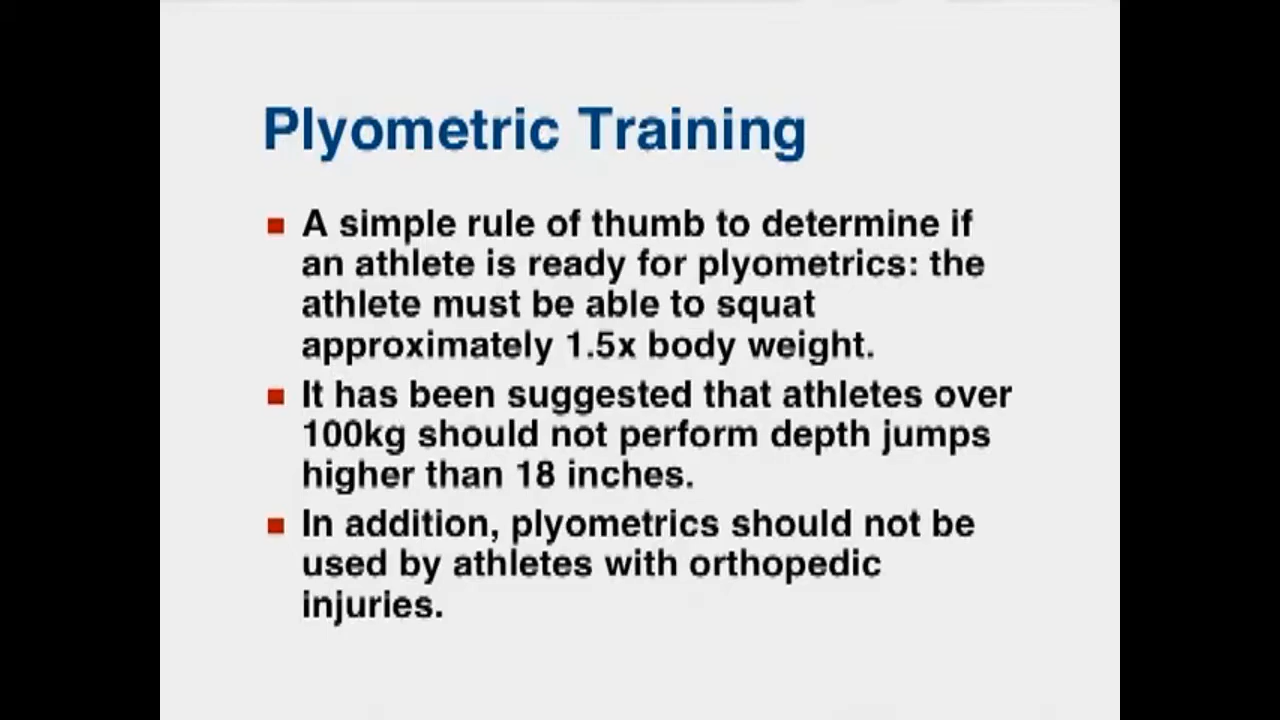 Plyometric Training
A simple rule of thumb to determine if
an athlete is ready for plyometrics: the
athlete must be able to squat
approximately 1.5x body weight.
It has been suggested that athletes over
100kg should not perform depth jumps
higher than 18 inches.
In addition, plyometrics should not be
used by athletes with orthopedic
injuries.